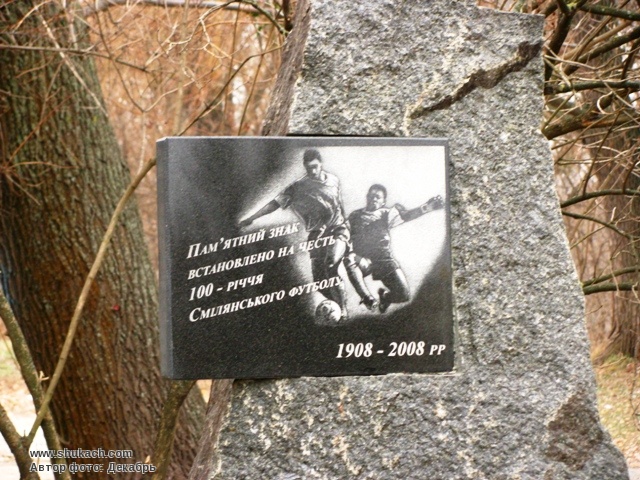 Пам'ятний знак
встановлено на честь
100 - річчя
Смілянського футболу
1908 - 2008 рр
www.shukach.com
Автор фото: Декабрь